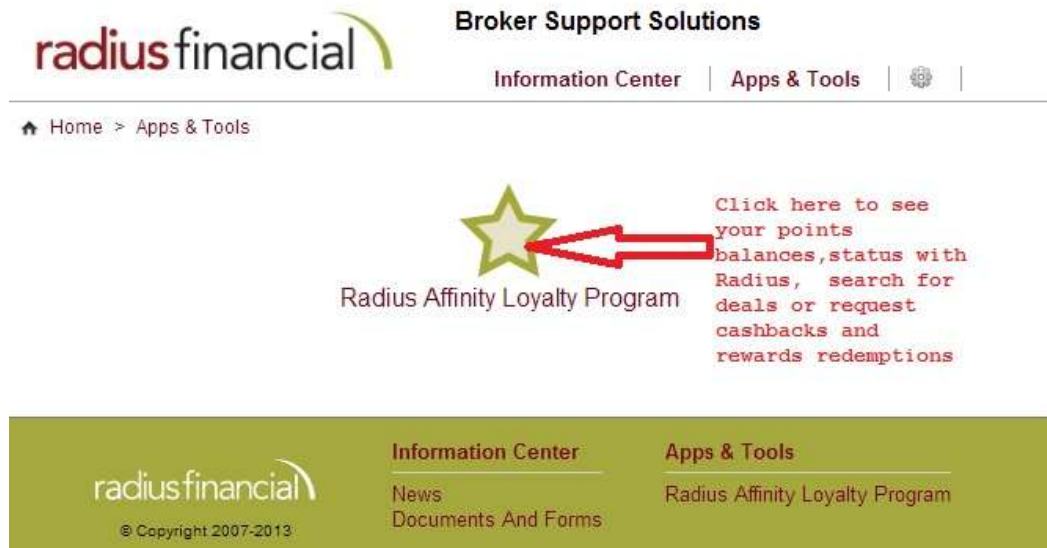 radiusfinancial
Broker Support Solutions
Information Center | Apps & Tools | |
Home > Apps & Tools
Click here to see
your points
balances,status with
Radius, search for
deals or request
cashbacks and
rewards redemptions
Radius Affinity Loyalty Program
radiusfinancial
© Copyright 2007-2013
Information Center
News
Documents And Forms
Apps & Tools
Radius Affinity Loyalty Program